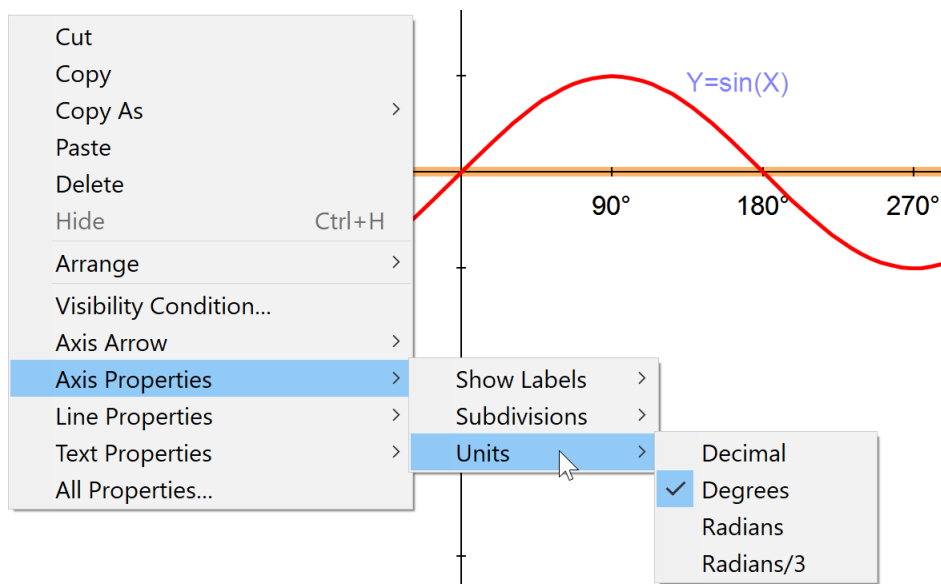 Cut
Copy
Copy As
Paste
Delete
Hide Ctrl+H
Arrange
Visibility Condition...
Axis Arrow
Axis Properties
Line Properties
Text Properties
All Properties...
Show Labels
Subdivisions
Units
Decimal
Degrees
Radians
Radians/3
Y=sin(X)
90° 180° 270°